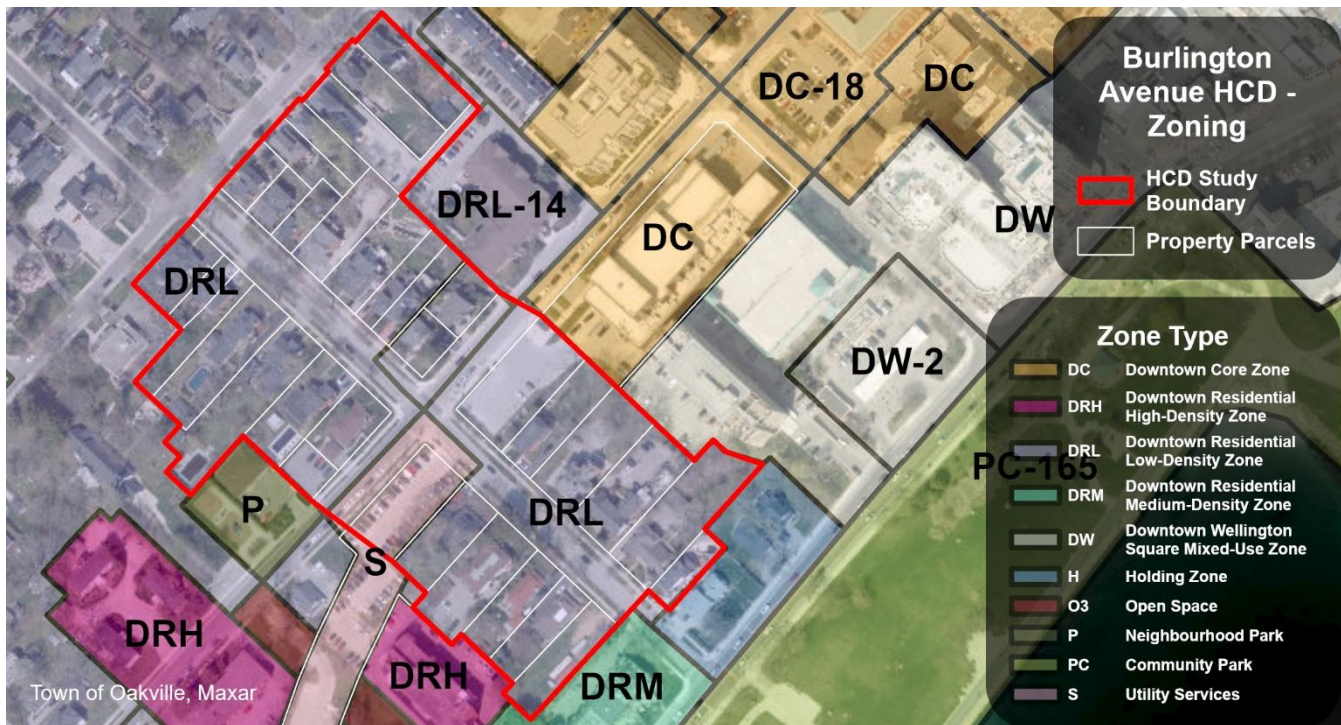 Burlington
Avenue HCD -
Zoning
HCD Study
Boundary
Property Parcels
Zone Type
DC Downtown Core Zone
DRH Downtown Residential
High-Density Zone
DRL Downtown Residential
Low-Density Zone
DRM Downtown Residential
Medium-Density Zone
DW Downtown Wellington
Square Mixed-Use Zone
H Holding Zone
O3 Open Space
P Neighbourhood Park
PC Community Park
S Utility Services
DC-18
DC
DRL-14
DC
DW
DRL
DW-2
PC-165
P
DRL
S
DRH
DRH
DRM
Town of Oakville, Maxar